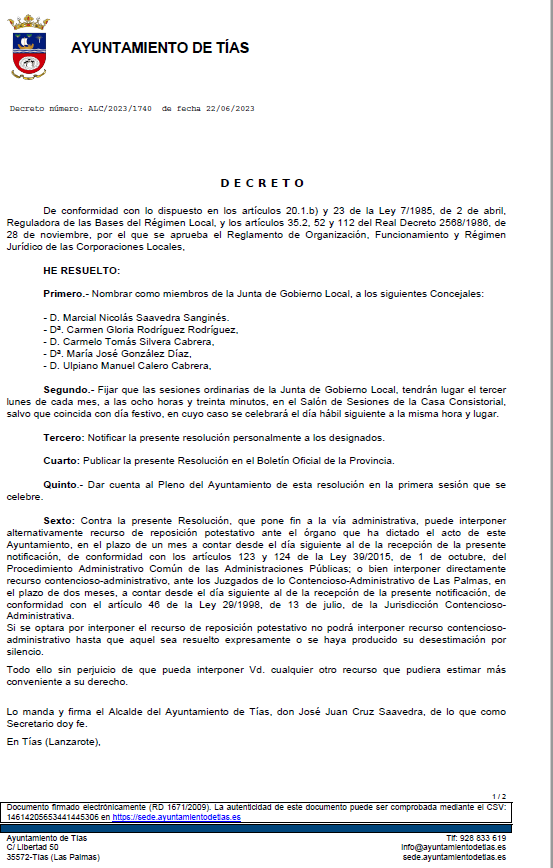 AYUNTAMIENTO DE TÍAS
Decreto número: ALC/2023/1740 de fecha 22/06/2023
D E C R E T O
De conformidad con lo dispuesto en los artículos 20.1.b) y 23 de la Ley 7/1985, de 2 de abril,
Reguladora de las Bases del Régimen Local, y los artículos 35.2, 52 y 112 del Real Decreto 2568/1986, de
28 de noviembre, por el que se aprueba el Reglamento de Organización, Funcionamiento y Régimen
Jurídico de las Corporaciones Locales,
HE RESUELTO:
Primero.- Nombrar como miembros de la Junta de Gobierno Local, a los siguientes Concejales:
- D. Marcial Nicolás Saavedra Sanginés.
- Dª. Carmen Gloria Rodríguez Rodríguez,
- D. Carmelo Tomás Silvera Cabrera,
- Dª. María José González Díaz,
- D. Ulpiano Manuel Calero Cabrera,
Segundo.- Fijar que las sesiones ordinarias de la Junta de Gobierno Local, tendrán lugar el tercer
lunes de cada mes, a las ocho horas y treinta minutos, en el Salón de Sesiones de la Casa Consistorial,
salvo que coincida con día festivo, en cuyo caso se celebrará el día hábil siguiente a la misma hora y lugar.
Tercero: Notificar la presente resolución personalmente a los designados.
Cuarto: Publicar la presente Resolución en el Boletín Oficial de la Provincia.
Quinto.- Dar cuenta al Pleno del Ayuntamiento de esta resolución en la primera sesión que se
celebre.
Sexto: Contra la presente Resolución, que pone fin a la vía administrativa, puede interponer
alternativamente recurso de reposición potestativo ante el órgano que ha dictado el acto de este
Ayuntamiento, en el plazo de un mes a contar desde el día siguiente al de la recepción de la presente
notificación, de conformidad con los artículos 123 y 124 de la Ley 39/2015, de 1 de octubre, del
Procedimiento Administrativo Común de las Administraciones Públicas; o bien interponer directamente
recurso contencioso-administrativo, ante los Juzgados de lo Contencioso-Administrativo de Las Palmas, en
el plazo de dos meses, a contar desde el día siguiente al de la recepción de la presente notificación, de
conformidad con el artículo 46 de la Ley 29/1998, de 13 de julio, de la Jurisdicción Contencioso-
Administrativa.
Si se optara por interponer el recurso de reposición potestativo no podrá interponer recurso contencioso-
administrativo hasta que aquel sea resuelto expresamente o se haya producido su desestimación por
silencio.
Todo ello sin perjuicio de que pueda interponer Vd. cualquier otro recurso que pudiera estimar más
conveniente a su derecho.
Lo manda y firma el Alcalde del Ayuntamiento de Tías, don José Juan Cruz Saavedra, de lo que como
Secretario doy fe.
En Tías (Lanzarote),
1 / 2
Documento firmado electrónicamente (RD 1671/2009). La autenticidad de este documento puede ser comprobada mediante el CSV:
14614205653441445306 en https://sede.ayuntamientodetias.es
Ayuntamiento de Tías
C/ Libertad 50
35572-Tías (Las Palmas)
Tlf: 928 833 619
info@ayuntamientodetias.es
sede.ayuntamientodetias.es